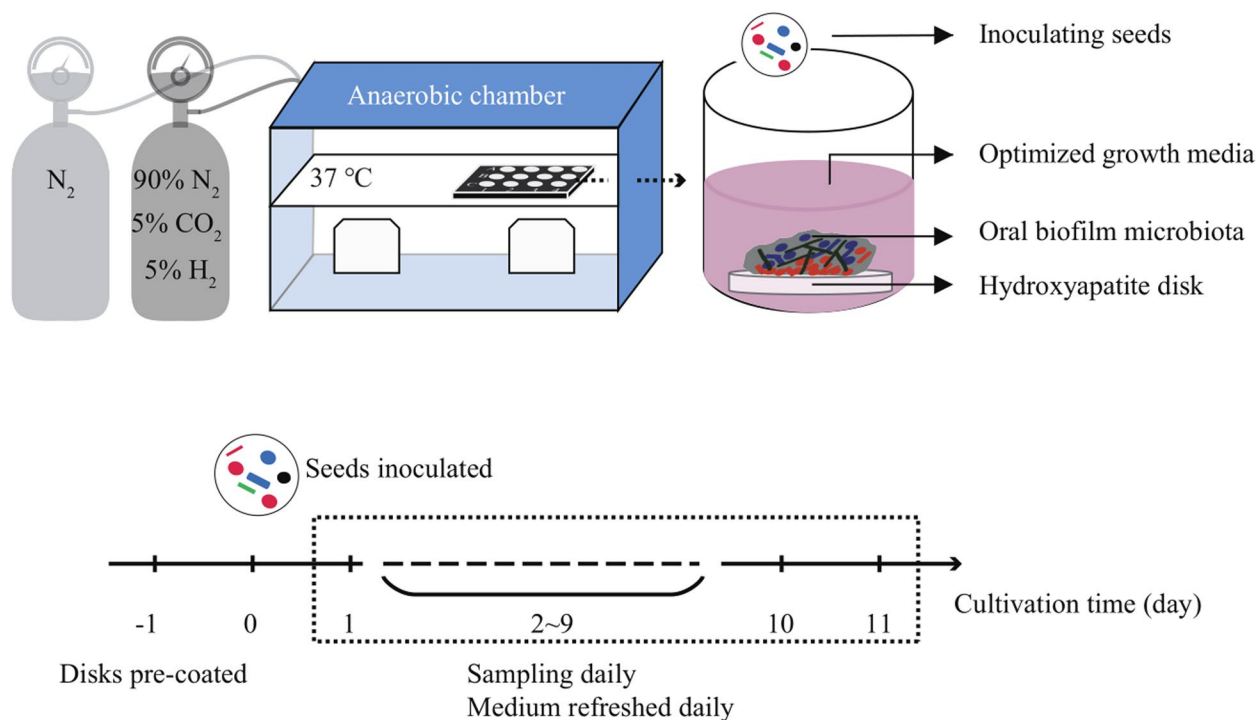 N₂
90% N₂
5% CO₂
5% H₂
Anaerobic chamber
37 °C
Inoculating seeds
Optimized growth media
Oral biofilm microbiota
Hydroxyapatite disk
Seeds inoculated
-1 0 1 2~9 10 11
Cultivation time (day)
Disks pre-coated
Sampling daily
Medium refreshed daily